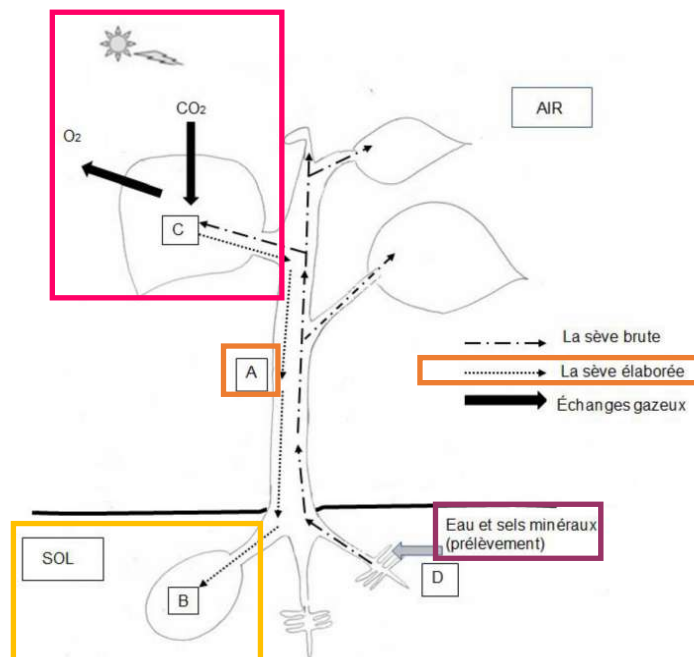 AIR
CO₂
O₂
C
La sève brute
A
La sève élaborée
Échanges gazeux
Eau et sels minéraux
(prélèvement)
SOL
D
B